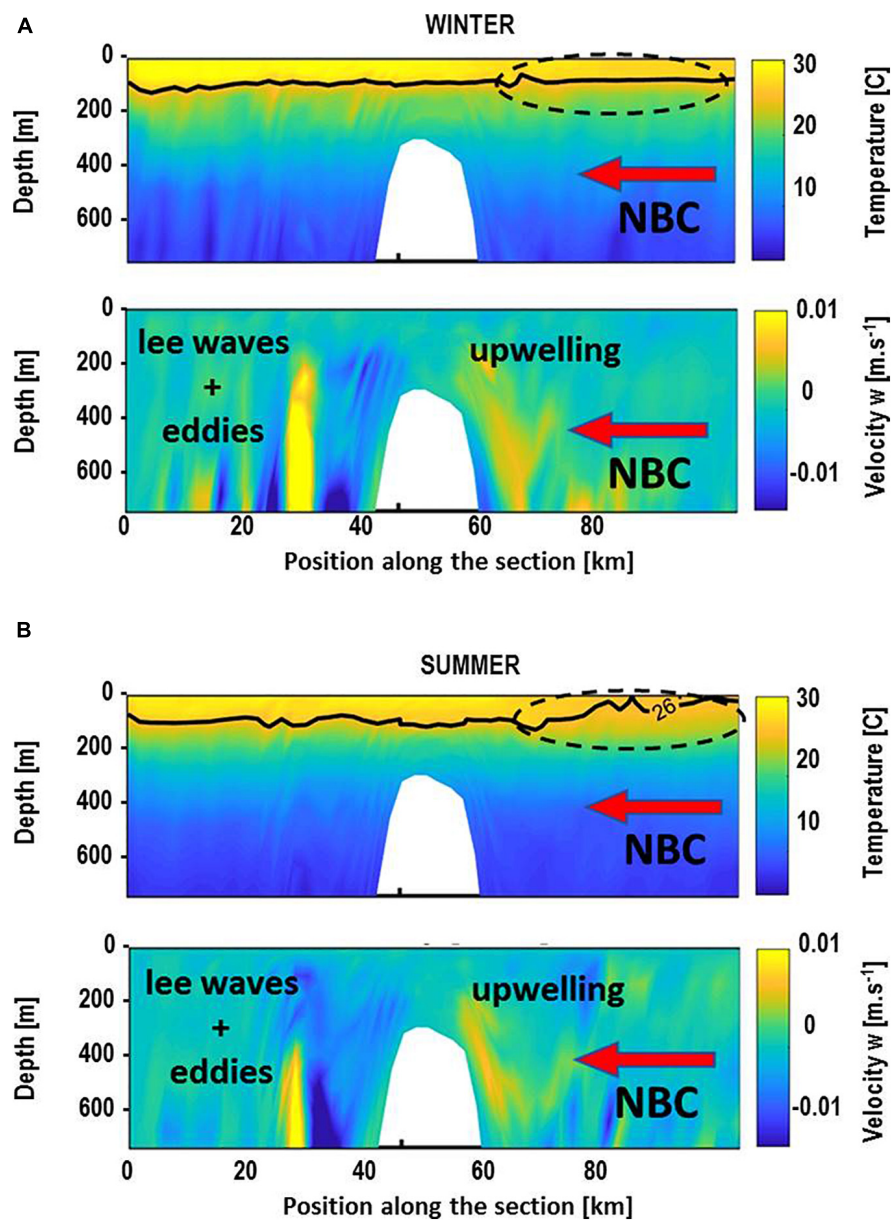 A
WINTER
0
200
400
600
Depth [m]
NBC
30
20
10
Temperature [C]
0
200
400
600
Depth [m]
lee waves
+
eddies
upwelling
NBC
0.01
0
-0.01
Velocity w [m.s-1]
0 20 40 60 80
Position along the section [km]
B
SUMMER
0
200
400
600
Depth [m]
26
NBC
30
20
10
Temperature [C]
0
200
400
600
Depth [m]
lee waves
+
eddies
upwelling
NBC
0.01
0
-0.01
Velocity w [m.s-1]
0 20 40 60 80
Position along the section [km]